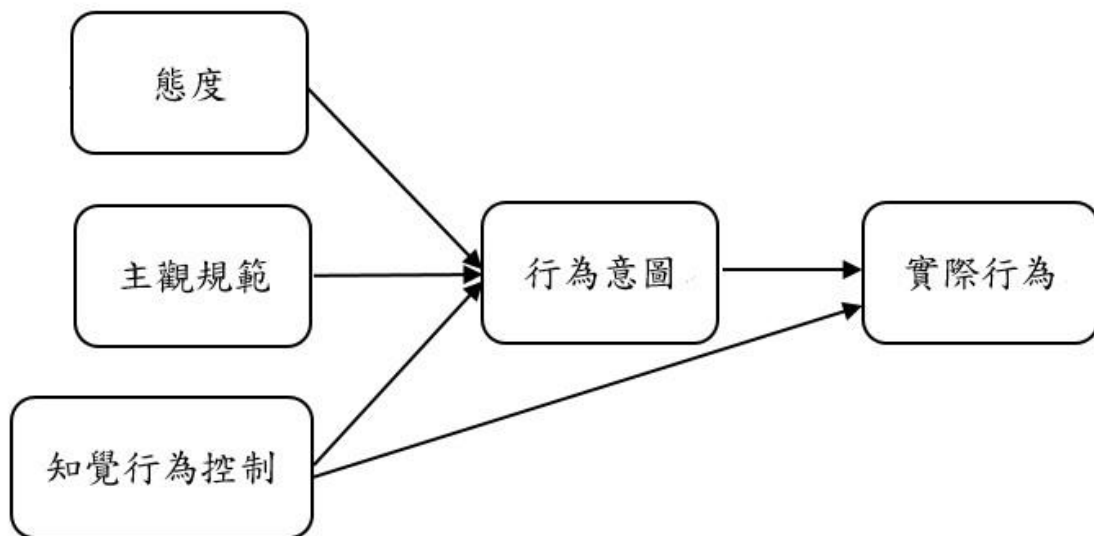 態度
主觀規範
行為意圖
實際行為
知覺行為控制